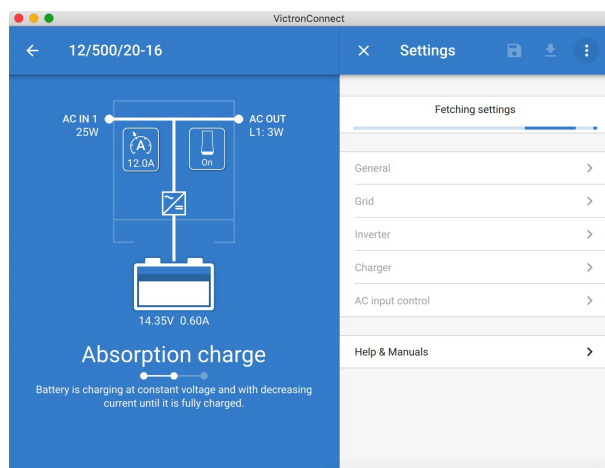 VictronConnect
12/500/20-16
Settings
AC IN 1
25W
AC OUT
L1: 3W
A
12.0A
On
14.35V 0.60A
Absorption charge
Battery is charging at constant voltage and with decreasing
current until it is fully charged.
Fetching settings
General
Grid
Inverter
Charger
AC input control
Help & Manuals